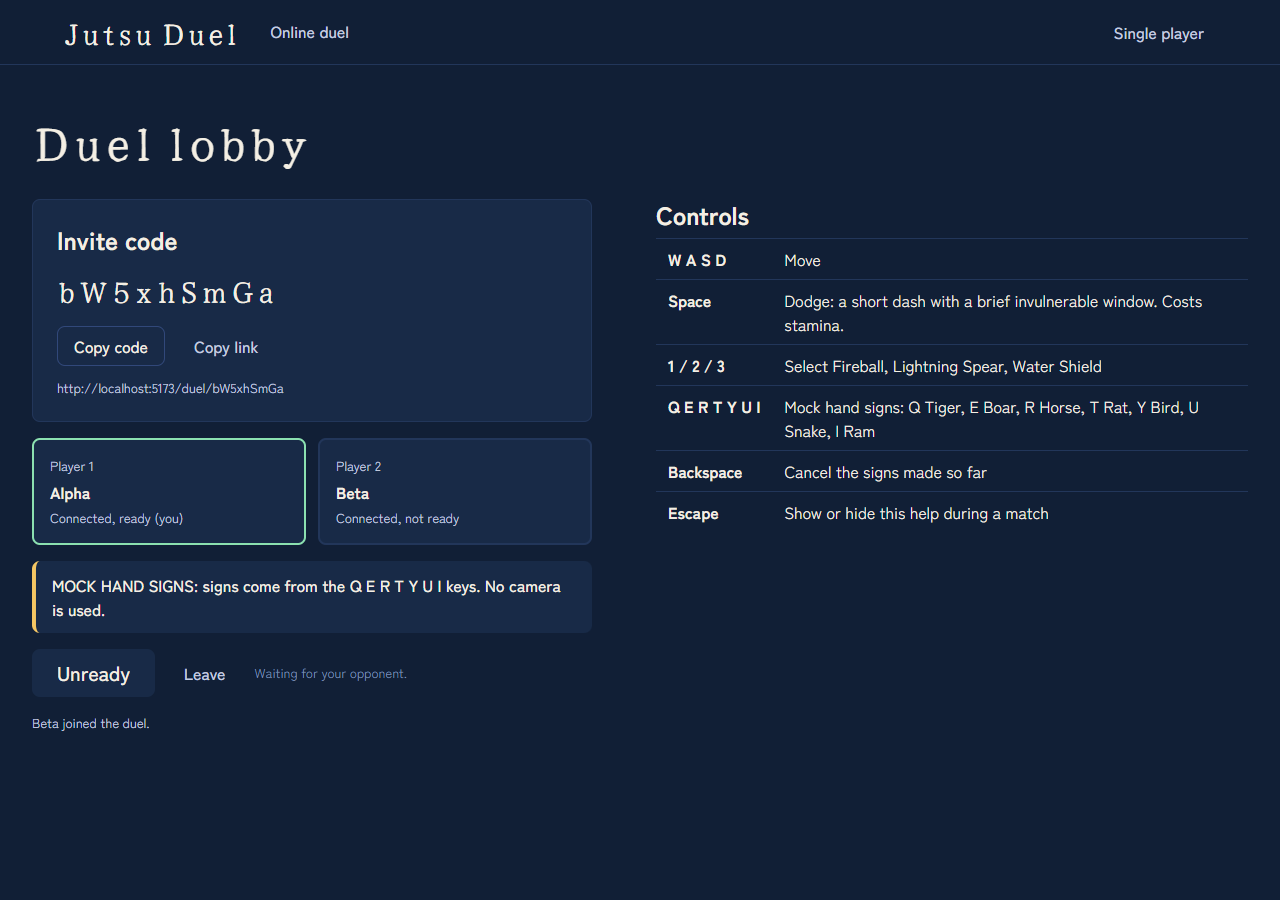 Jutsu Duel
Online duel
Single player
Duel lobby
Invite code
bW5xhSmGa
Copy code
Copy link
http://localhost:5173/duel/bW5xhSmGa
Player 1
Alpha
Connected, ready (you)
Player 2
Beta
Connected, not ready
MOCK HAND SIGNS: signs come from the Q E R T Y U I keys. No camera
is used.
Unready
Leave
Waiting for your opponent.
Beta joined the duel.
Controls
W A S D
Move
Space
Dodge: a short dash with a brief invulnerable window. Costs
stamina.
1 / 2 / 3
Select Fireball, Lightning Spear, Water Shield
Q E R T Y U I
Mock hand signs: Q Tiger, E Boar, R Horse, T Rat, Y Bird, U
Snake, I Ram
Backspace
Cancel the signs made so far
Escape
Show or hide this help during a match